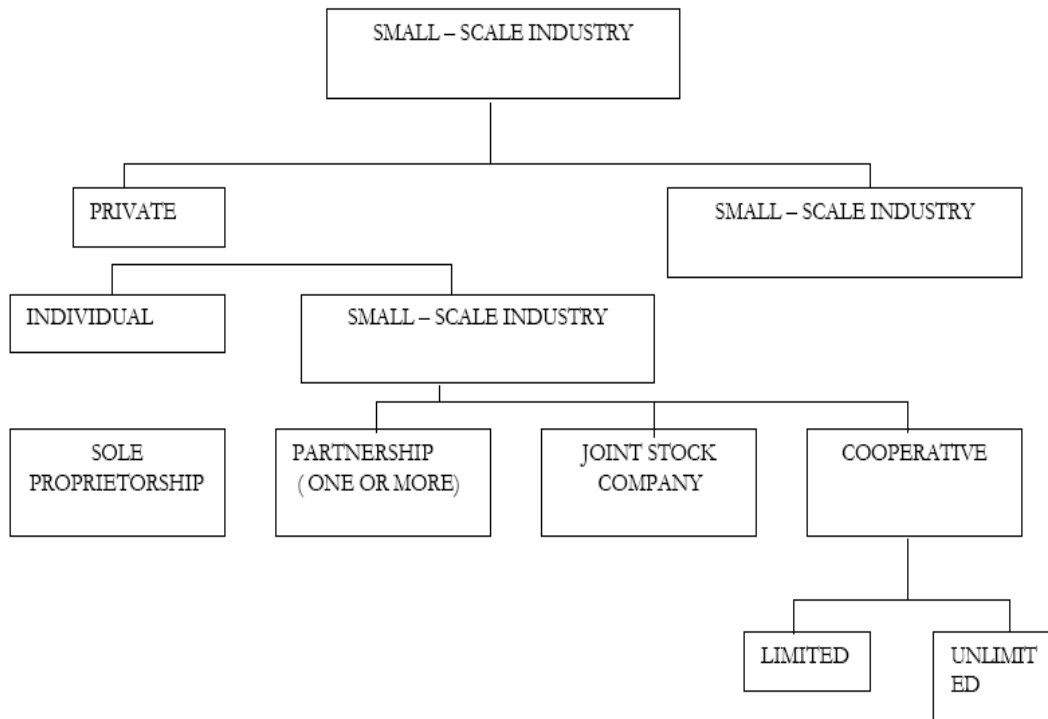 SMALL – SCALE INDUSTRY
PRIVATE
SMALL – SCALE INDUSTRY
INDIVIDUAL
SMALL – SCALE INDUSTRY
SOLE
PROPRIETORSHIP
PARTNERSHIP
( ONE OR MORE)
JOINT STOCK
COMPANY
COOPERATIVE
LIMITED
UNLIMIT
ED